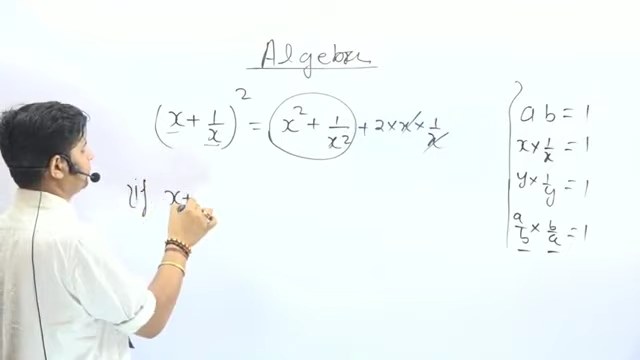 Algebra
(x + 1/x)² = x² + 1/x² + 2 × x × 1/x
if x+
ab = 1
x × 1/x = 1
y × 1/y = 1
a/b × b/a = 1